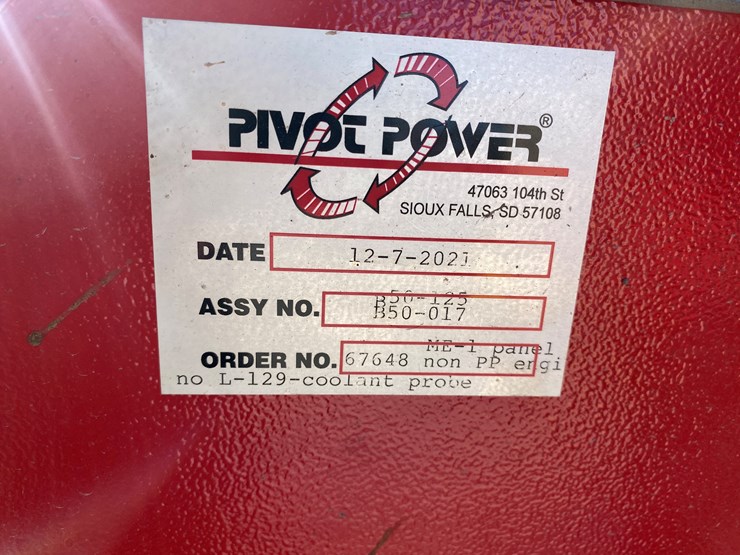 PIVOT POWER®
47063 104th St
SIOUX FALLS, SD 57108
DATE 12-7-2021
ASSY NO. B50-125
B50-017
ME-1 panel
ORDER NO. 67648 non PP engi
no L-129-coolant probe